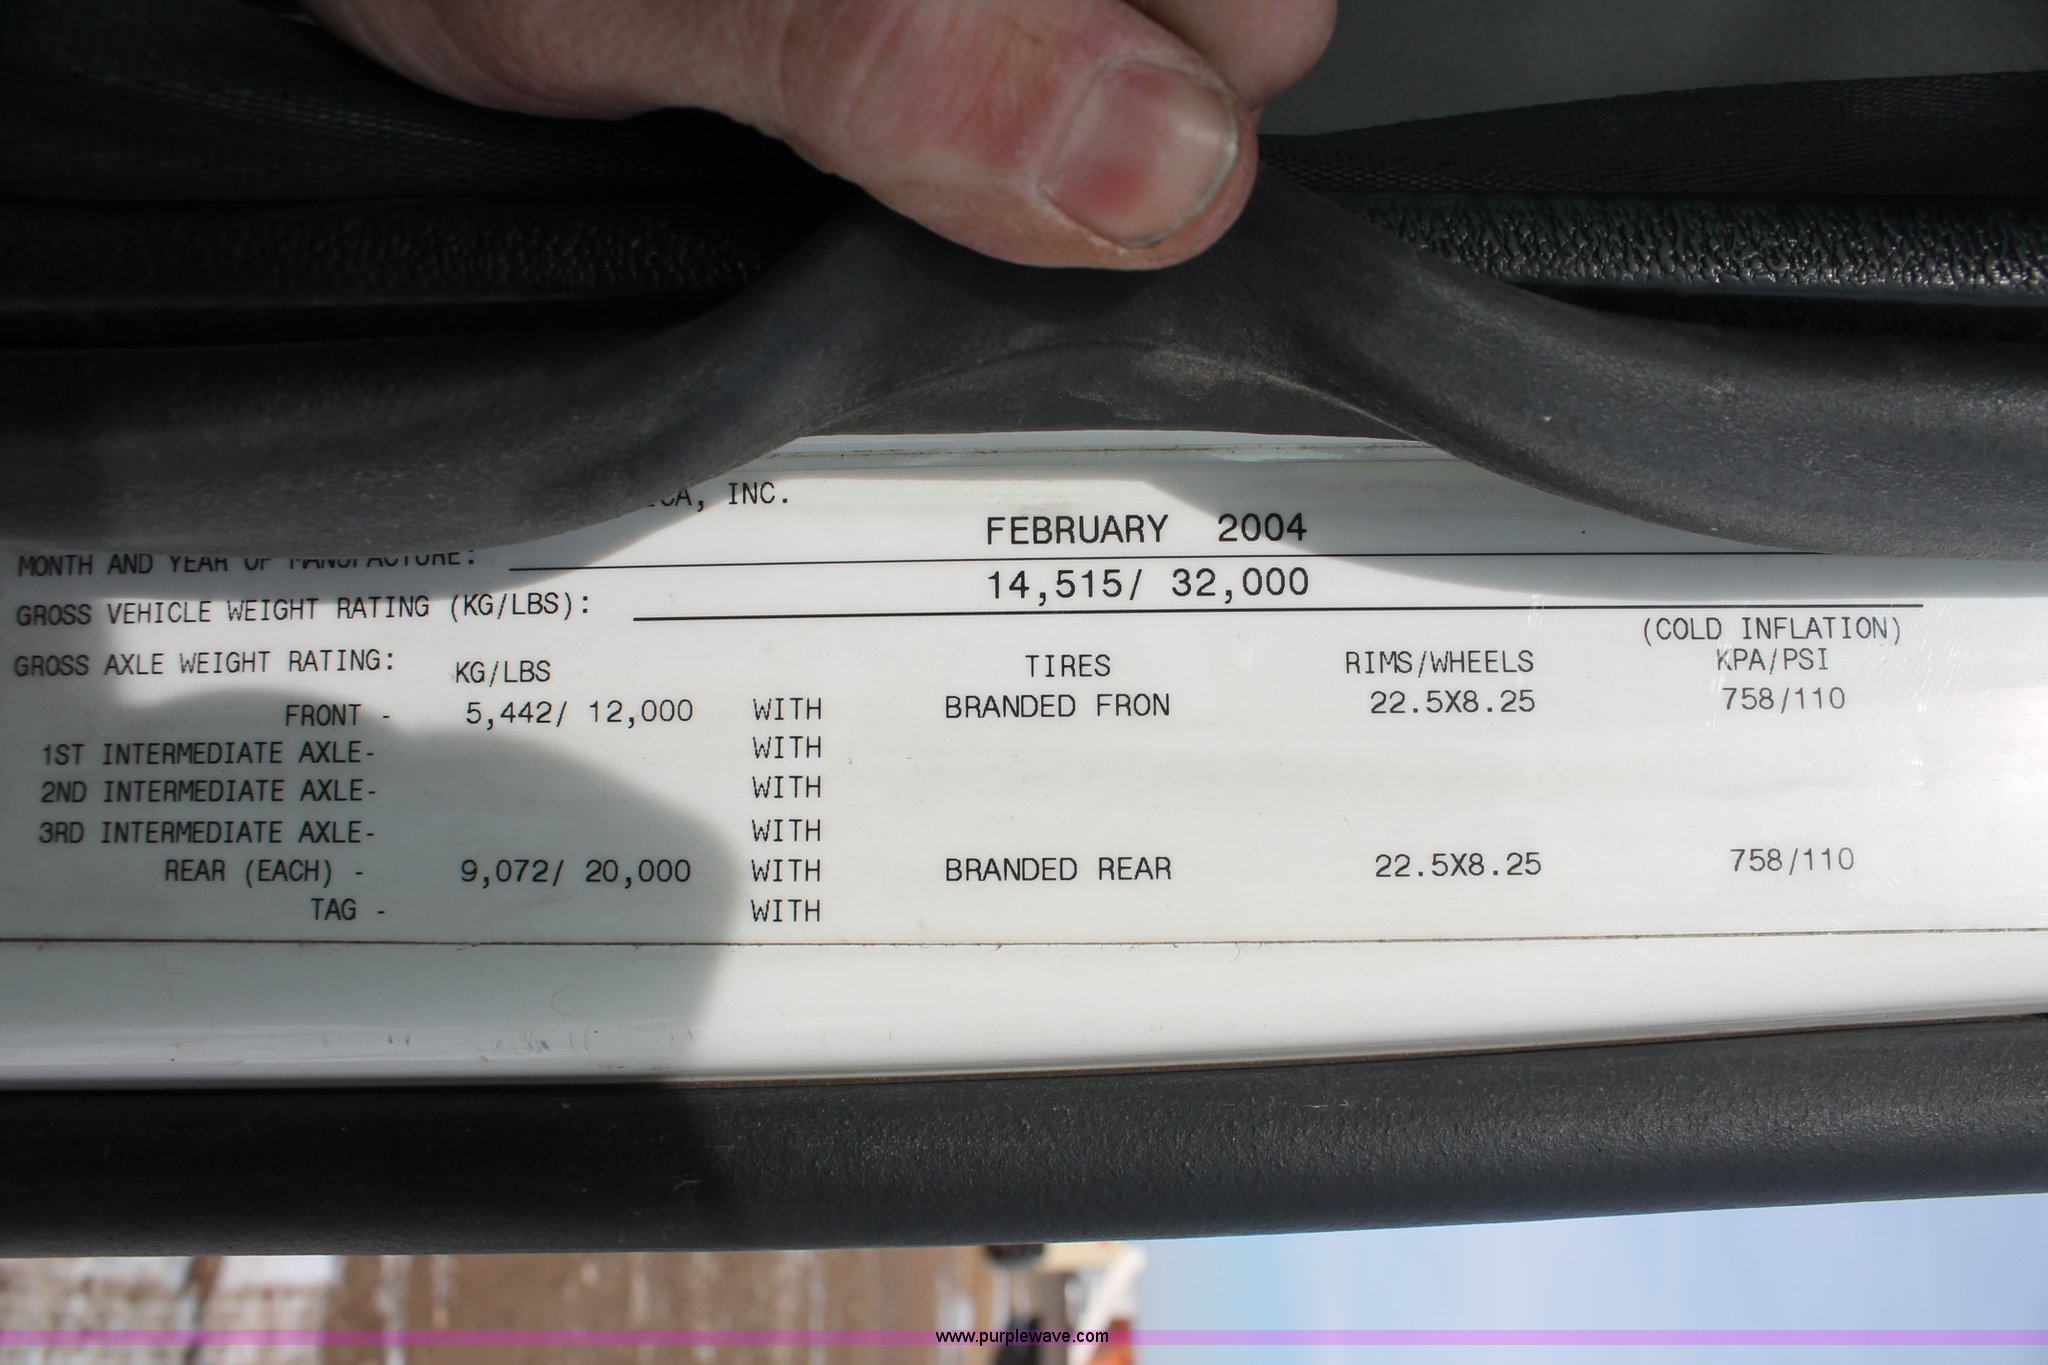 INC.
FEBRUARY 2004
MONTH AND YEAR OF MANUFACTURE:
14,515/ 32,000
GROSS VEHICLE WEIGHT RATING (KG/LBS):
(COLD INFLATION)
GROSS AXLE WEIGHT RATING: KG/LBS TIRES RIMS/WHEELS KPA/PSI
FRONT - 5,442/ 12,000 WITH BRANDED FRON 22.5X8.25 758/110
1ST INTERMEDIATE AXLE- WITH
2ND INTERMEDIATE AXLE- WITH
3RD INTERMEDIATE AXLE- WITH
REAR (EACH) - 9,072/ 20,000 WITH BRANDED REAR 22.5X8.25 758/110
TAG - WITH
www.purplewave.com